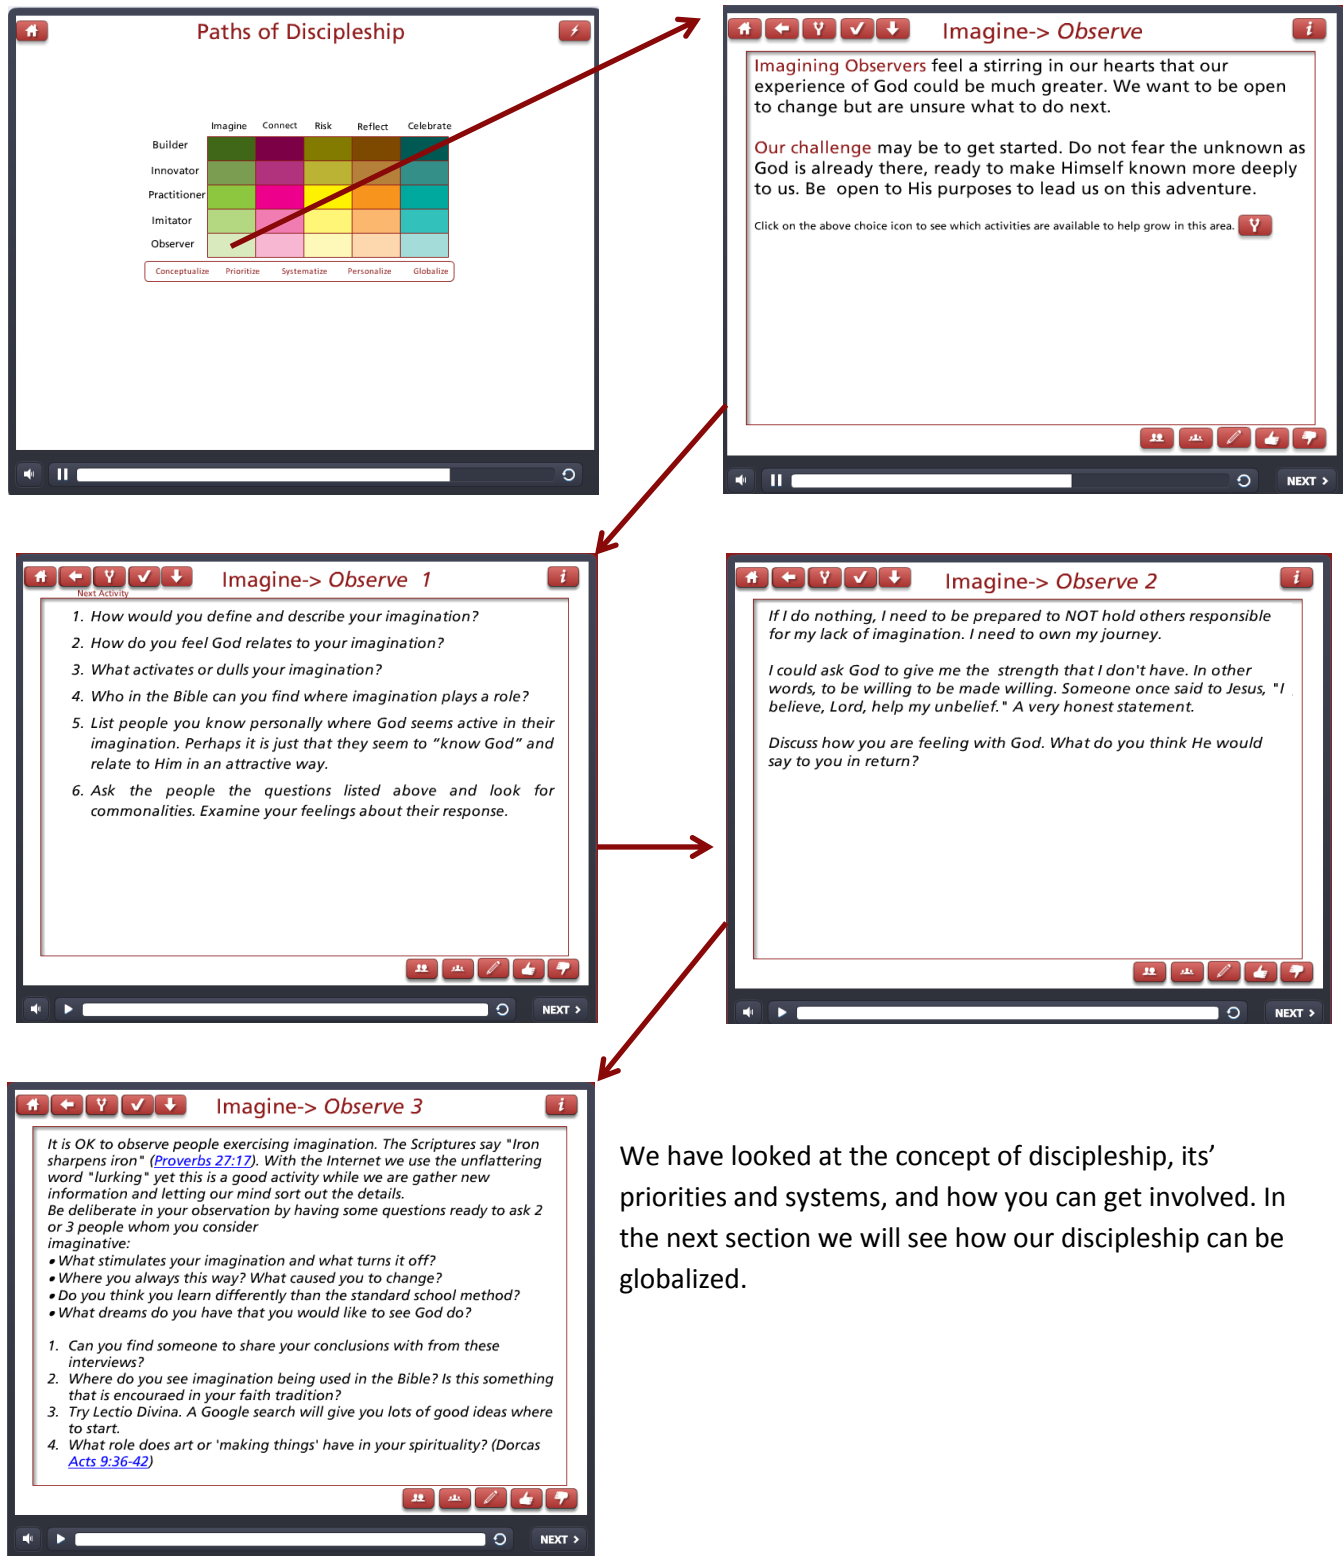 Paths of Discipleship
Imagine Connect Risk Reflect Celebrate
Builder
Innovator
Practitioner
Imitator
Observer
Conceptualize Prioritize Systematize Personalize Globalize
Imagine-> Observe
i
Imagining Observers feel a stirring in our hearts that our
experience of God could be much greater. We want to be open
to change but are unsure what to do next.
Our challenge may be to get started. Do not fear the unknown as
God is already there, ready to make Himself known more deeply
to us. Be open to His purposes to lead us on this adventure.
Click on the above choice icon to see which activities are available to help grow in this area.
NEXT >
Imagine-> Observe 1
i
Next Activity
1. How would you define and describe your imagination?
2. How do you feel God relates to your imagination?
3. What activates or dulls your imagination?
4. Who in the Bible can you find where imagination plays a role?
5. List people you know personally where God seems active in their
imagination. Perhaps it is just that they seem to “know God” and
relate to Him in an attractive way.
6. Ask the people the questions listed above and look for
commonalities. Examine your feelings about their response.
NEXT >
Imagine-> Observe 2
i
If I do nothing, I need to be prepared to NOT hold others responsible
for my lack of imagination. I need to own my journey.
I could ask God to give me the strength that I don't have. In other
words, to be willing to be made willing. Someone once said to Jesus, "I
believe, Lord, help my unbelief." A very honest statement.
Discuss how you are feeling with God. What do you think He would
say to you in return?
NEXT >
Imagine-> Observe 3
i
It is OK to observe people exercising imagination. The Scriptures say "Iron
sharpens iron" (Proverbs 27:17). With the Internet we use the unflattering
word "lurking" yet this is a good activity while we are gather new
information and letting our mind sort out the details.
Be deliberate in your observation by having some questions ready to ask 2
or 3 people whom you consider
imaginative:
• What stimulates your imagination and what turns it off?
• Where you always this way? What caused you to change?
• Do you think you learn differently than the standard school method?
• What dreams do you have that you would like to see God do?
1. Can you find someone to share your conclusions with from these
interviews?
2. Where do you see imagination being used in the Bible? Is this something
that is encouraed in your faith tradition?
3. Try Lectio Divina. A Google search will give you lots of good ideas where
to start.
4. What role does art or 'making things' have in your spirituality? (Dorcas
Acts 9:36-42)
NEXT >
We have looked at the concept of discipleship, its’
priorities and systems, and how you can get involved. In
the next section we will see how our discipleship can be
globalized.